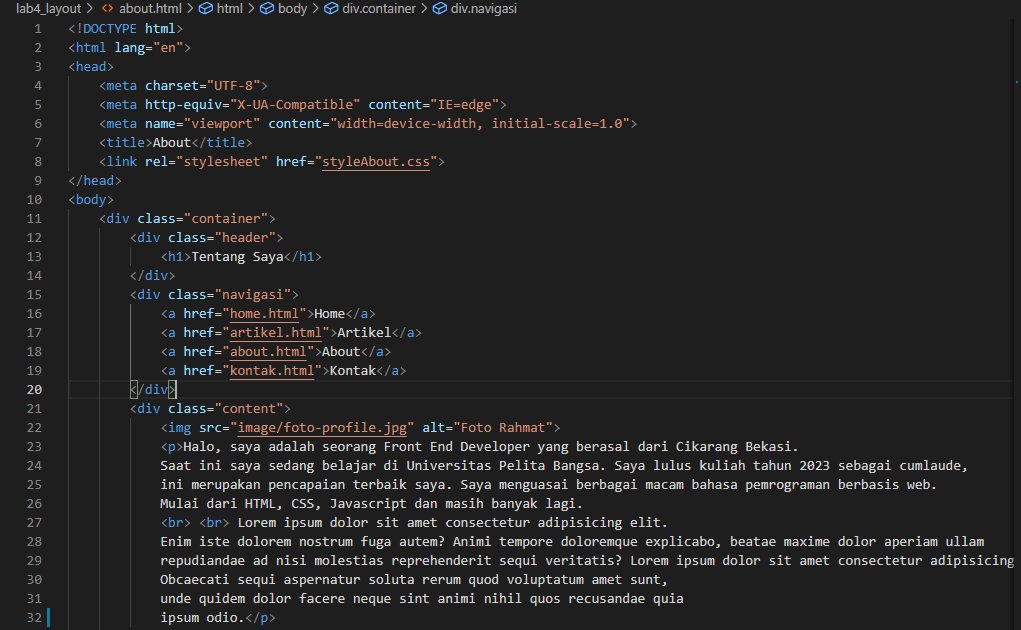 lab4_layout > <> about.html > html > body > div.container > div.navigasi
1 <!DOCTYPE html>
2 <html lang="en">
3 <head>
4 <meta charset="UTF-8">
5 <meta http-equiv="X-UA-Compatible" content="IE=edge">
6 <meta name="viewport" content="width=device-width, initial-scale=1.0">
7 <title>About</title>
8 <link rel="stylesheet" href="styleAbout.css">
9 </head>
10 <body>
11 <div class="container">
12 <div class="header">
13 <h1>Tentang Saya</h1>
14 </div>
15 <div class="navigasi">
16 <a href="home.html">Home</a>
17 <a href="artikel.html">Artikel</a>
18 <a href="about.html">About</a>
19 <a href="kontak.html">Kontak</a>
20 </div>
21 <div class="content">
22 <img src="image/foto-profile.jpg" alt="Foto Rahmat">
23 <p>Halo, saya adalah seorang Front End Developer yang berasal dari Cikarang Bekasi.
24 Saat ini saya sedang belajar di Universitas Pelita Bangsa. Saya lulus kuliah tahun 2023 sebagai cumlaude,
25 ini merupakan pencapaian terbaik saya. Saya menguasai berbagai macam bahasa pemrograman berbasis web.
26 Mulai dari HTML, CSS, Javascript dan masih banyak lagi.
27 <br> <br> Lorem ipsum dolor sit amet consectetur adipisicing elit.
28 Enim iste dolorem nostrum fuga autem? Animi tempore doloremque explicabo, beatae maxime dolor aperiam ullam
29 repudiandae ad nisi molestias reprehenderit sequi veritatis? Lorem ipsum dolor sit amet consectetur adipisicing
30 Obcaecati sequi aspernatur soluta rerum quod voluptatum amet sunt,
31 unde quidem dolor facere neque sint animi nihil quos recusandae quia
32 ipsum odio.</p>